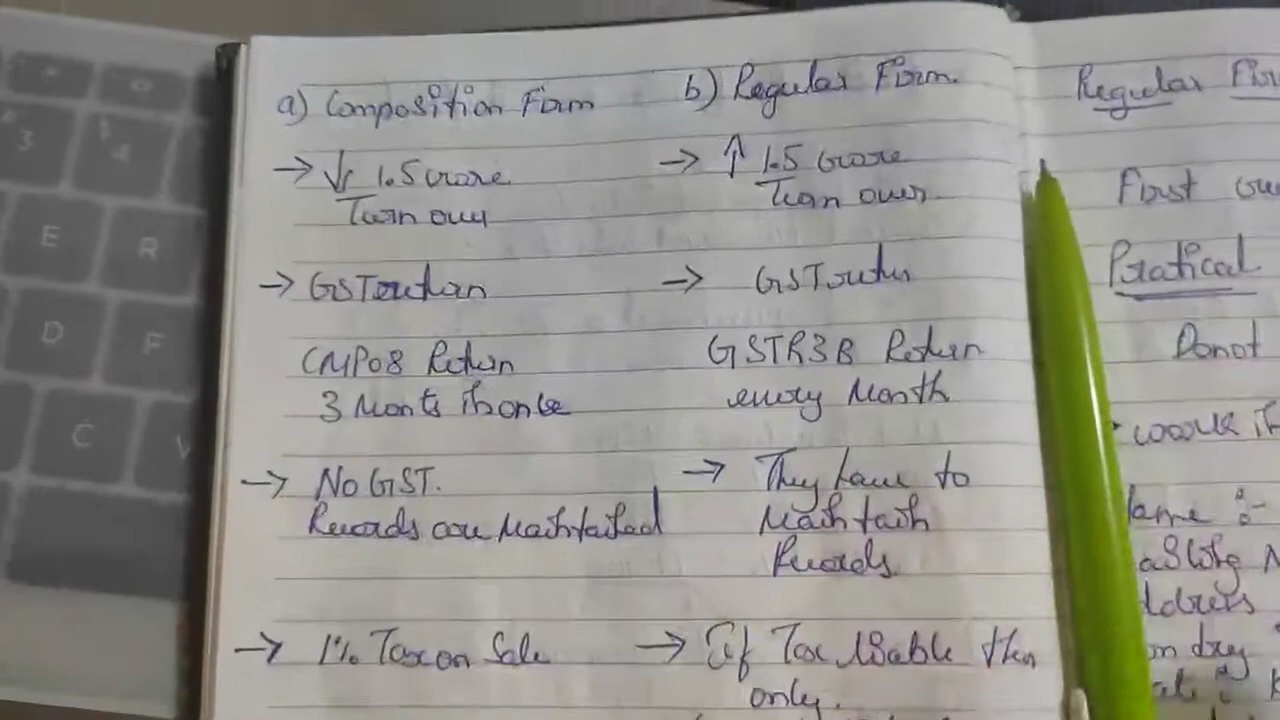 a) Composition Firm
→ ↓ 1.5 crore
Turn over
→ GST return
CMP08 Return
3 Monts in once
→ No GST.
Records are Maintained
→ 1% Tax on Sale
b) Regular Firm.
→ ↑ 1.5 crore
Turn over
→ GST return
GSTR3B Return
every Month
→ They have to
Maintain
Records
→ If Tax liable then
only.
Regular
First
Pratical
Donot